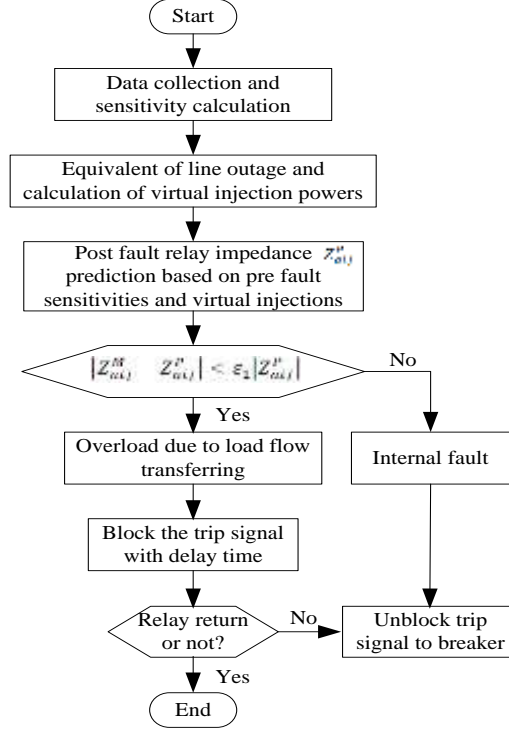 Start
Data collection and
sensitivity calculation
Equivalent of line outage and
calculation of virtual injection powers
Post fault relay impedance
prediction based on pre fault
sensitivities and virtual injections
No
Yes
Overload due to load flow
transferring
Internal fault
Block the trip signal
with delay time
Relay return
or not?
No
Unblock trip
signal to breaker
Yes
End